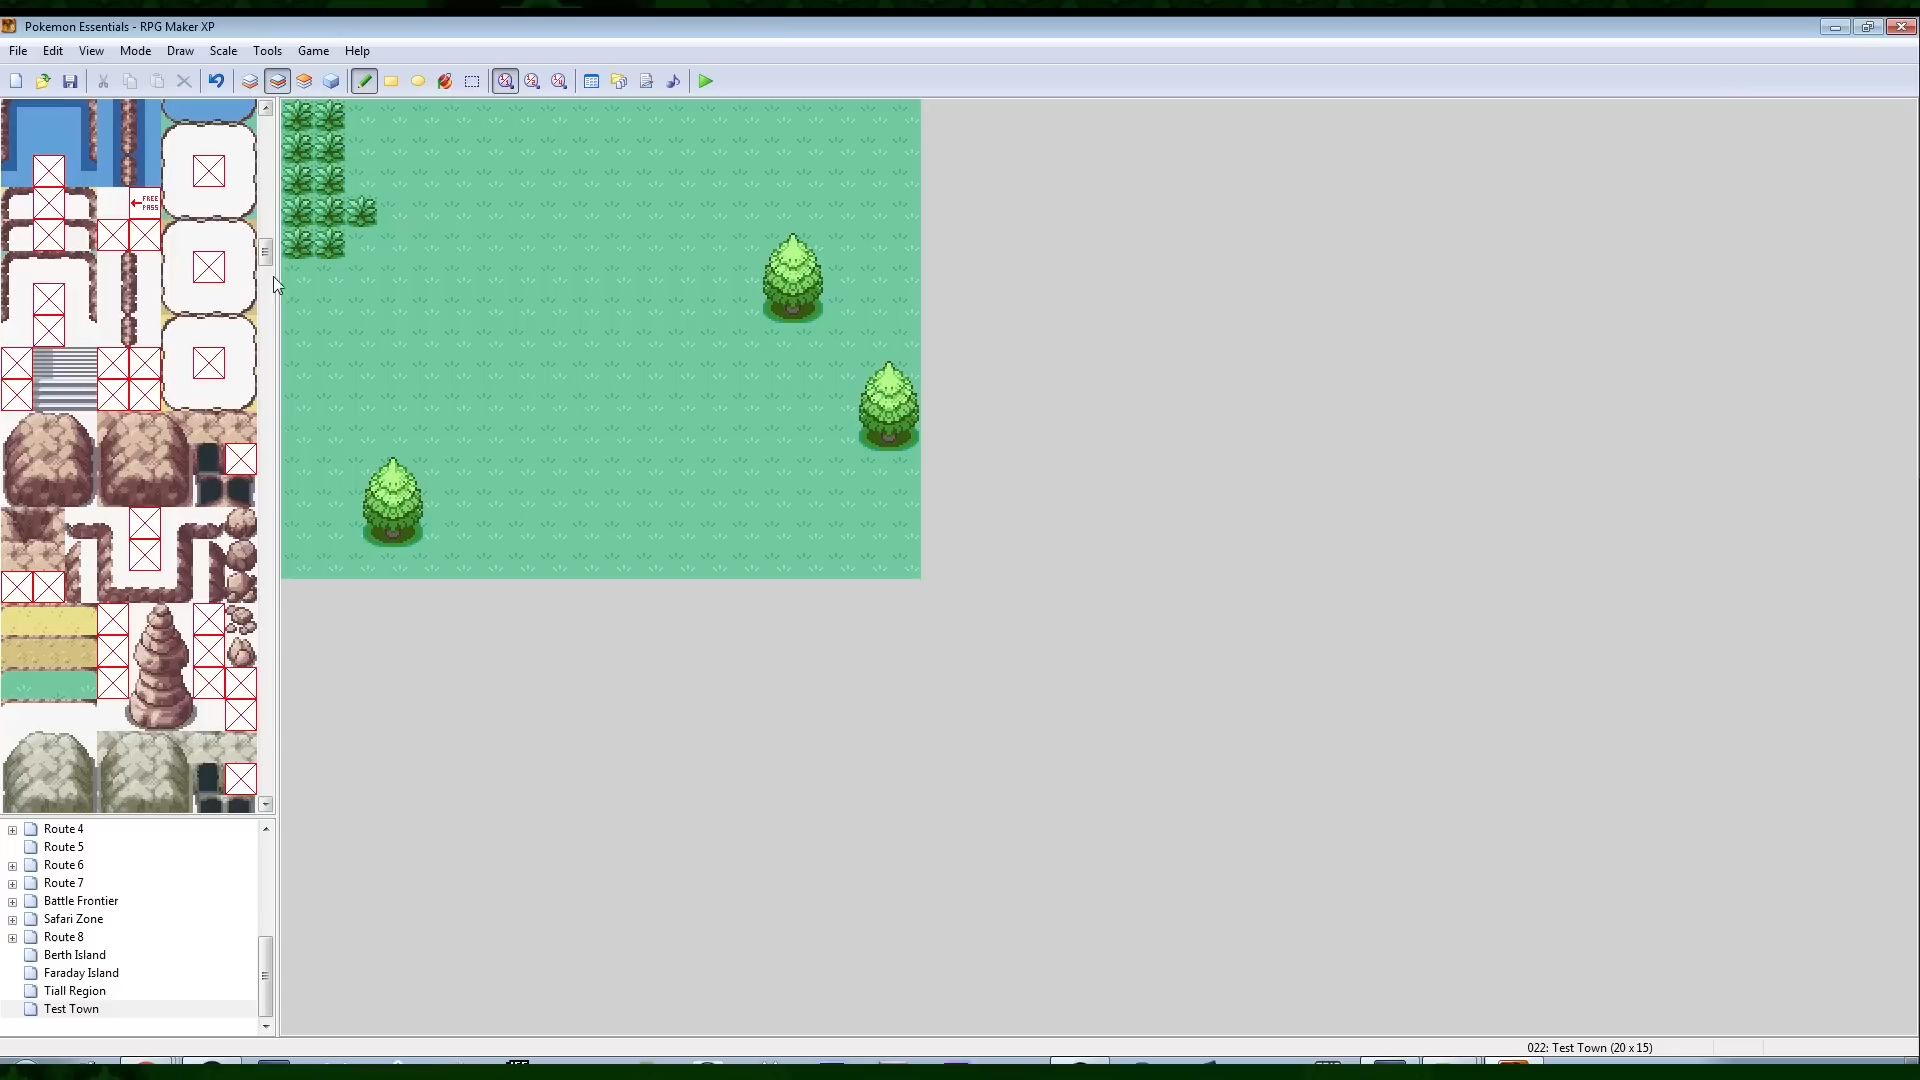 Pokemon Essentials - RPG Maker XP
File Edit View Mode Draw Scale Tools Game Help
FREE
PASS
Route 4
Route 5
Route 6
Route 7
Battle Frontier
Safari Zone
Route 8
Berth Island
Faraday Island
Tiall Region
Test Town
022: Test Town (20 x 15)